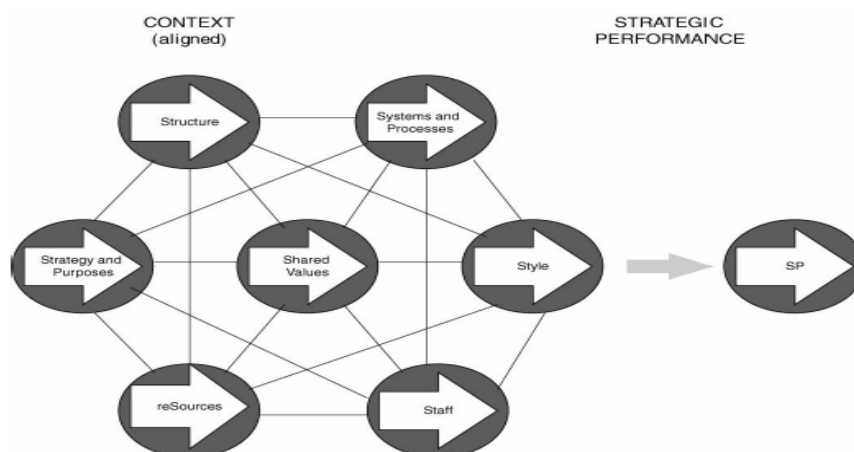 CONTEXT
(aligned)
STRATEGIC
PERFORMANCE
Structure
Systems and
Processes
Strategy and
Purposes
Shared
Values
Style
SP
reSources
Staff